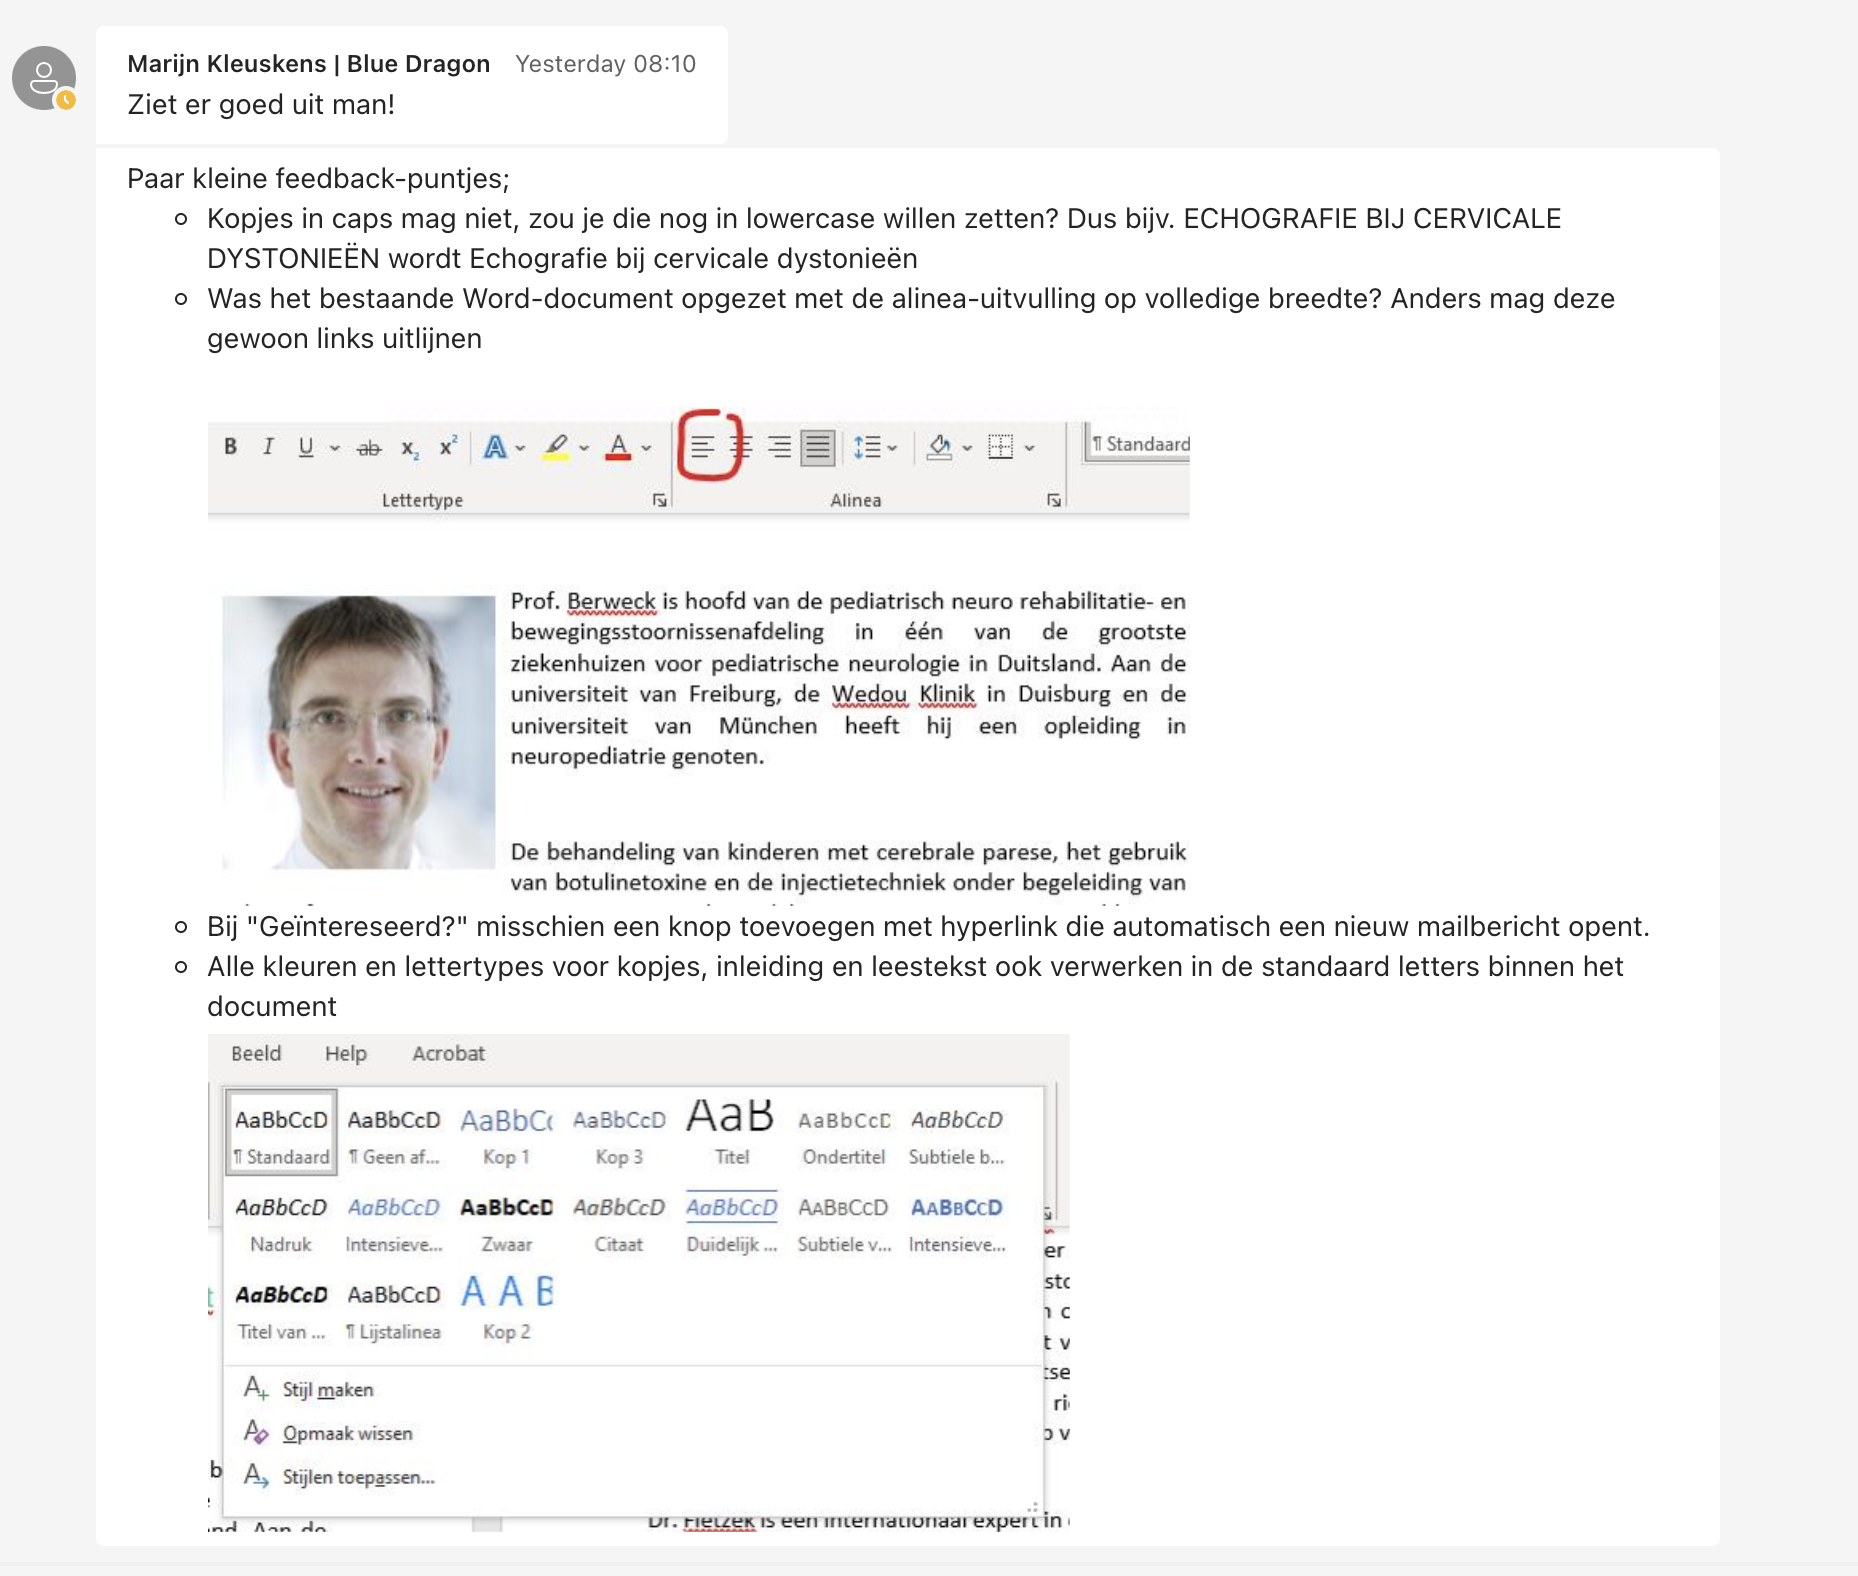 Marijn Kleuskens | Blue Dragon Yesterday 08:10
Ziet er goed uit man!
Paar kleine feedback-puntjes;
Kopjes in caps mag niet, zou je die nog in lowercase willen zetten? Dus bijv. ECHOGRAFIE BIJ CERVICALE
DYSTONIEËN wordt Echografie bij cervicale dystonieën
Was het bestaande Word-document opgezet met de alinea-uitvulling op volledige breedte? Anders mag deze
gewoon links uitlijnen
B I U ab x₂ x² A A ¶ Standaard
Lettertype Alinea
Prof. Berweck is hoofd van de pediatrisch neuro rehabilitatie- en
bewegingsstoornissenafdeling in één van de grootste
ziekenhuizen voor pediatrische neurologie in Duitsland. Aan de
universiteit van Freiburg, de Wedou Klinik in Duisburg en de
universiteit van München heeft hij een opleiding in
neuropediatrie genoten.
De behandeling van kinderen met cerebrale parese, het gebruik
van botulinetoxine en de injectietechniek onder begeleiding van
Bij "Geïntereseerd?" misschien een knop toevoegen met hyperlink die automatisch een nieuw mailbericht opent.
Alle kleuren en lettertypes voor kopjes, inleiding en leestekst ook verwerken in de standaard letters binnen het
document
Beeld Help Acrobat
AaBbCcD AaBbCcD AaBbC AaBbCcD AaB AaBbCcD AaBbCcD
¶ Standaard ¶ Geen af... Kop 1 Kop 3 Titel Ondertitel Subtiele b...
AaBbCcD AaBbCcD AaBbCcD AaBbCcD AaBbCcD AaBbCcD AaBbCcD
Nadruk Intensieve... Zwaar Citaat Duidelijk ... Subtiele v... Intensieve...
AaBbCcD AaBbCcD A A B
Titel van ... ¶ Lijstalinea Kop 2
Stijl maken
Opmaak wissen
Stijlen toepassen...
Aan de
Dr. Fietzek is een internationaal expert in